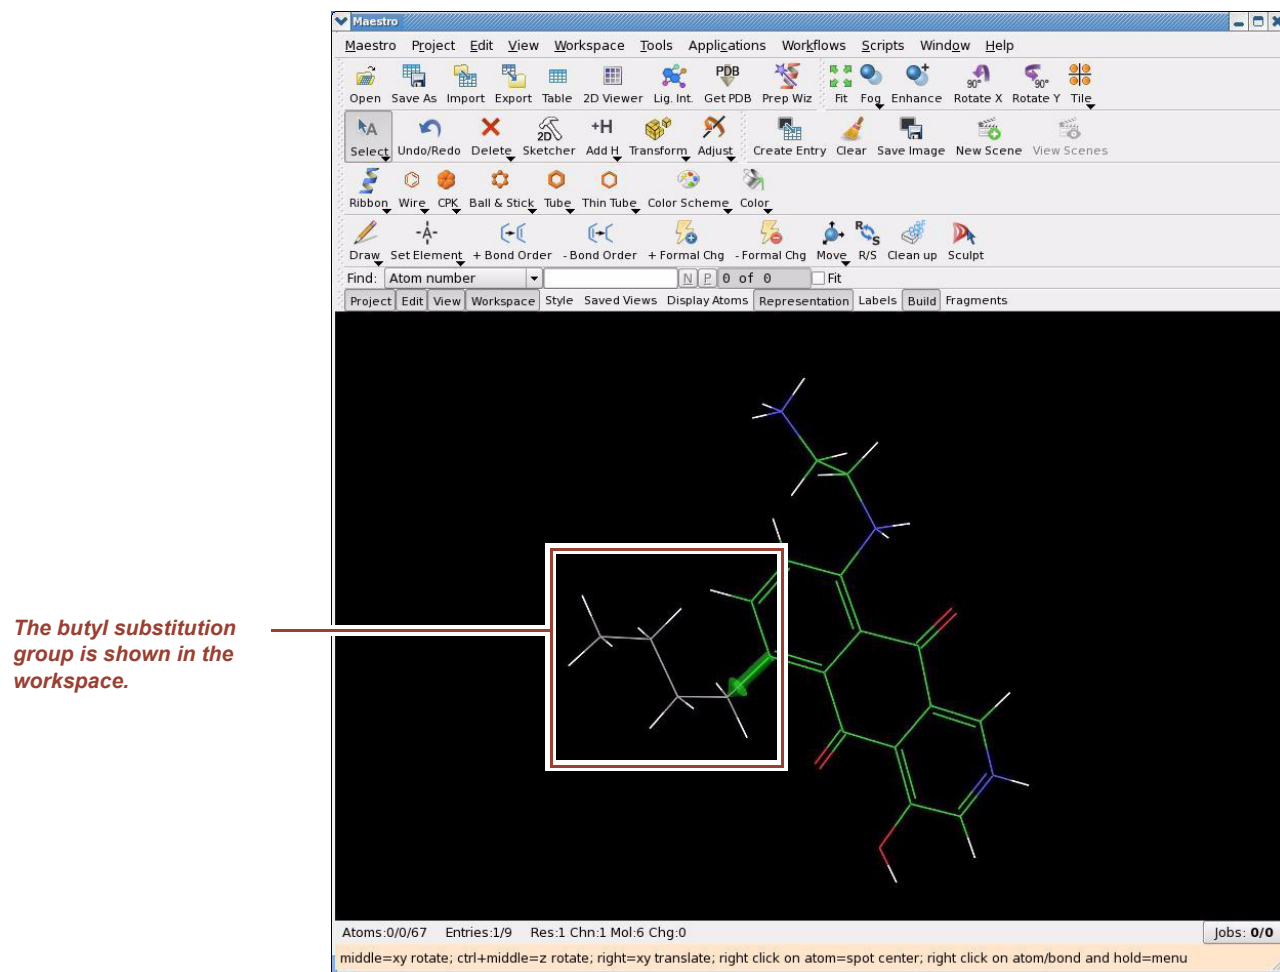 Maestro
Maestro Project Edit View Workspace Tools Applications Workflows Scripts Window Help
PDB 90° 90°
Open Save As Import Export Table 2D Viewer Lig. Int. Get PDB Prep Wiz Fit Fog Enhance Rotate X Rotate Y Tile
A 2D +H
Select Undo/Redo Delete Sketcher Add H Transform Adjust Create Entry Clear Save Image New Scene View Scenes
Ribbon Wire CPK Ball & Stick Tube Thin Tube Color Scheme Color
-A- R S
Draw Set Element + Bond Order - Bond Order + Formal Chg - Formal Chg Move R/S Clean up Sculpt
Find: Atom number N P 0 of 0 Fit
Project Edit View Workspace Style Saved Views Display Atoms Representation Labels Build Fragments
The butyl substitution
group is shown in the
workspace.
Atoms:0/0/67 Entries:1/9 Res:1 Chn:1 Mol:6 Chg:0 Jobs: 0/0
middle=xy rotate; ctrl+middle=z rotate; right=xy translate; right click on atom=spot center; right click on atom/bond and hold=menu